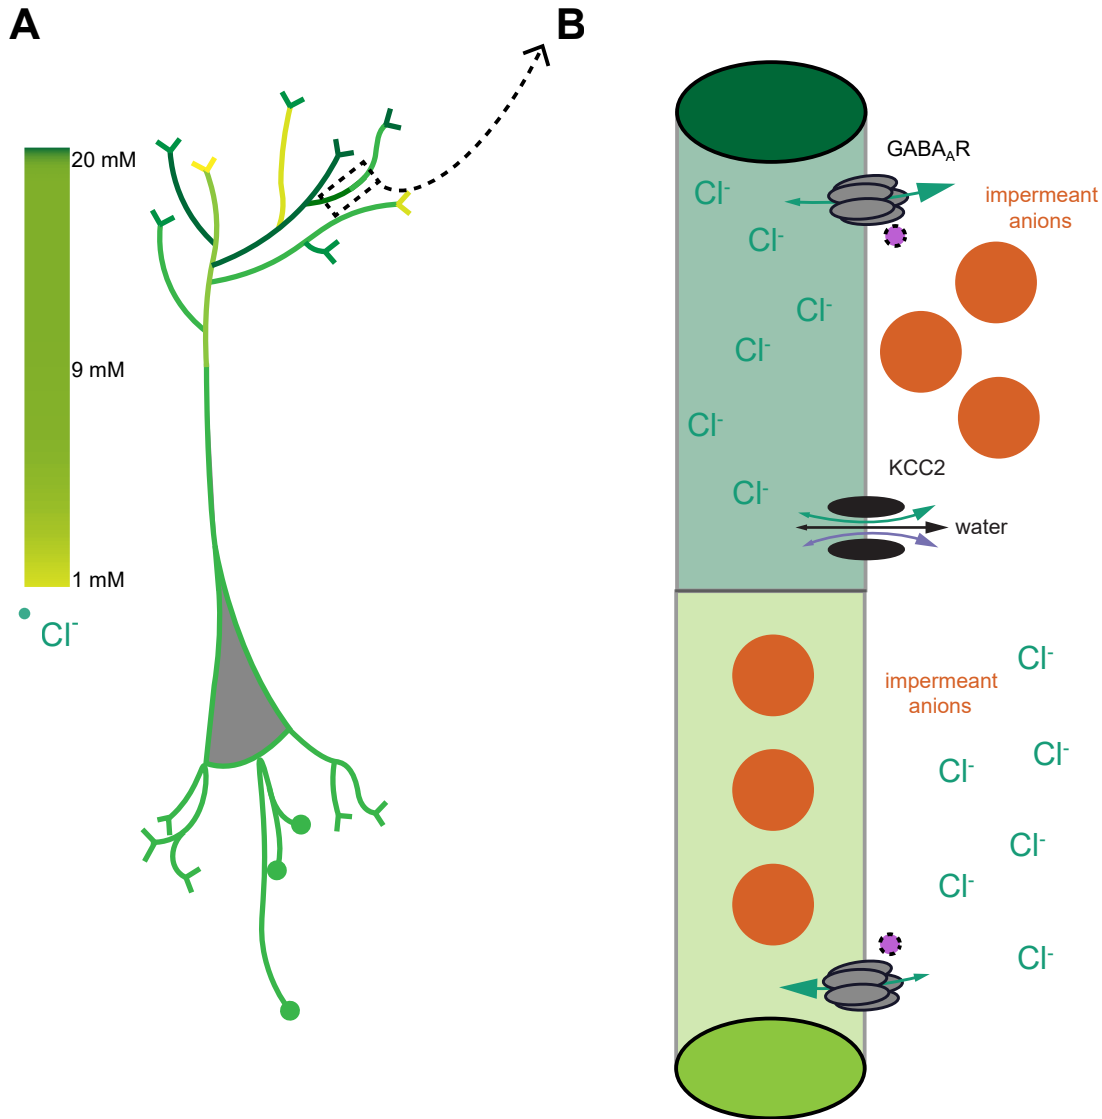 A
B
20 mM
9 mM
1 mM
Cl⁻
GABA_AR
impermeant
anions
Cl⁻
Cl⁻
Cl⁻
Cl⁻
Cl⁻
Cl⁻
KCC2
water
impermeant
anions
Cl⁻
Cl⁻
Cl⁻
Cl⁻
Cl⁻
Cl⁻